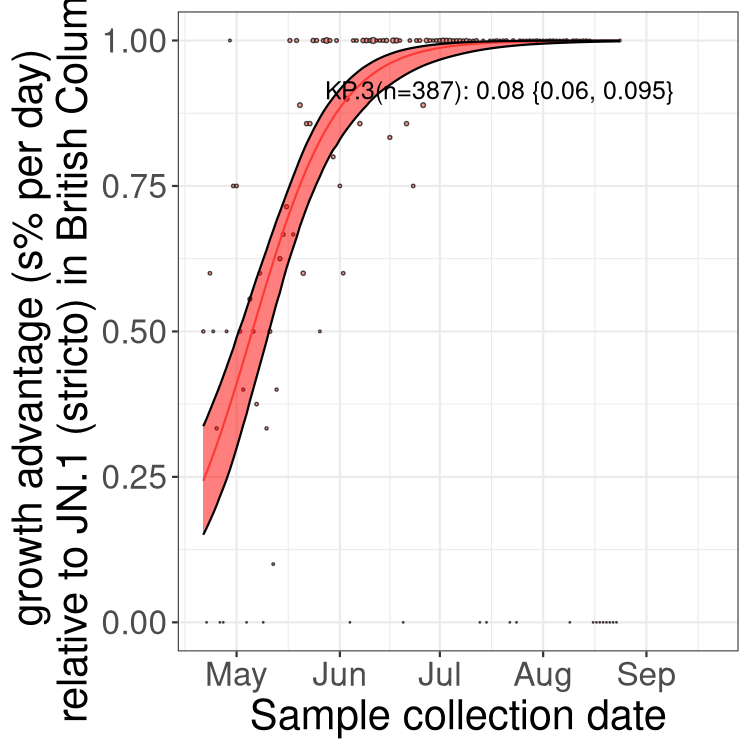 growth advantage (s% per day)
relative to JN.1 (stricto) in British Colum
1.00
0.75
0.50
0.25
0.00
KP.3(n=387): 0.08 {0.06, 0.095}
May Jun Jul Aug Sep
Sample collection date